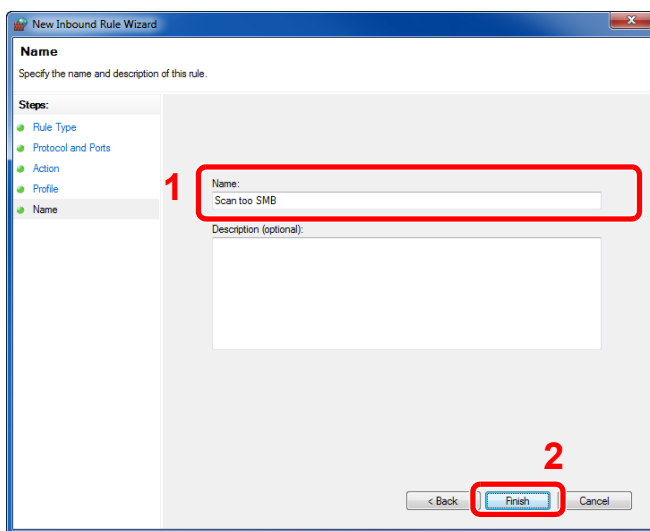 New Inbound Rule Wizard
Name
Specify the name and description of this rule.
Steps:
Rule Type
Protocol and Ports
Action
Profile
Name
1
Name:
Scan too SMB
Description (optional):
2
< Back
Finish
Cancel